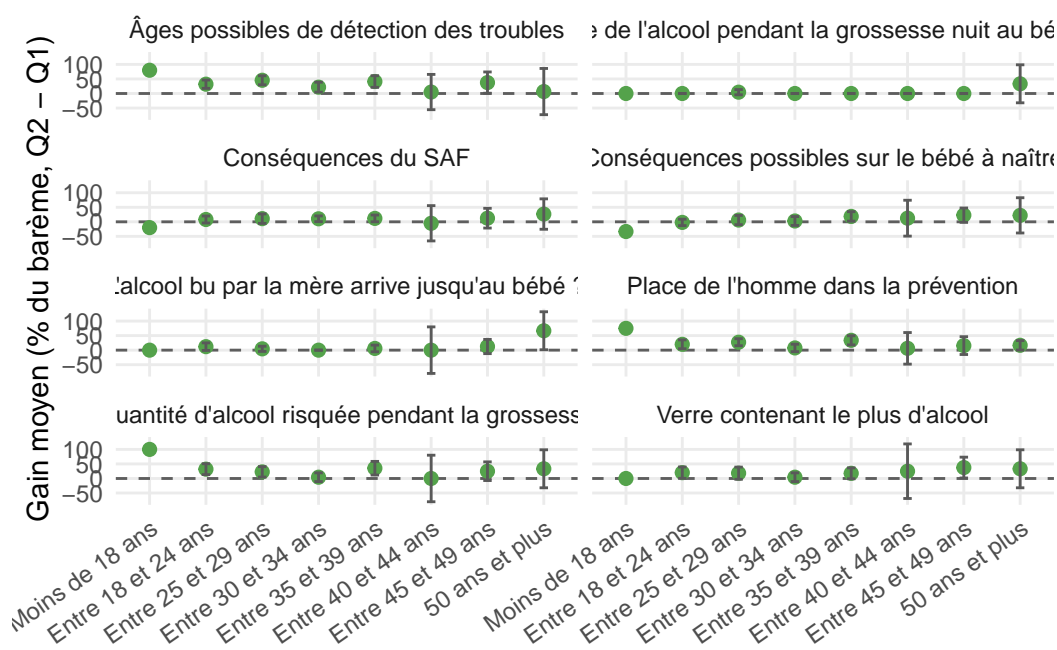 Gain moyen (% du barème, Q2 − Q1)
Âges possibles de détection des troubles
de l'alcool pendant la grossesse nuit au bé
100
50
0
−50
Conséquences du SAF
Conséquences possibles sur le bébé à naître
100
50
0
−50
'alcool bu par la mère arrive jusqu'au bébé ?
Place de l'homme dans la prévention
100
50
0
−50
uantité d'alcool risquée pendant la grossess
Verre contenant le plus d'alcool
100
50
0
−50
Moins de 18 ans
Entre 18 et 24 ans
Entre 25 et 29 ans
Entre 30 et 34 ans
Entre 35 et 39 ans
Entre 40 et 44 ans
Entre 45 et 49 ans
50 ans et plus
Moins de 18 ans
Entre 18 et 24 ans
Entre 25 et 29 ans
Entre 30 et 34 ans
Entre 35 et 39 ans
Entre 40 et 44 ans
Entre 45 et 49 ans
50 ans et plus